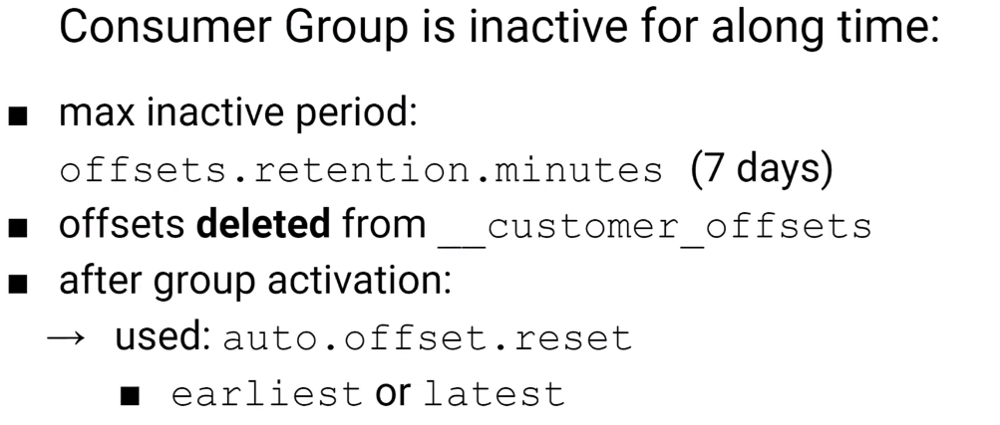 Consumer Group is inactive for along time:
■ max inactive period:
offsets.retention.minutes (7 days)
■ offsets deleted from __customer_offsets
■ after group activation:
→ used: auto.offset.reset
■ earliest or latest